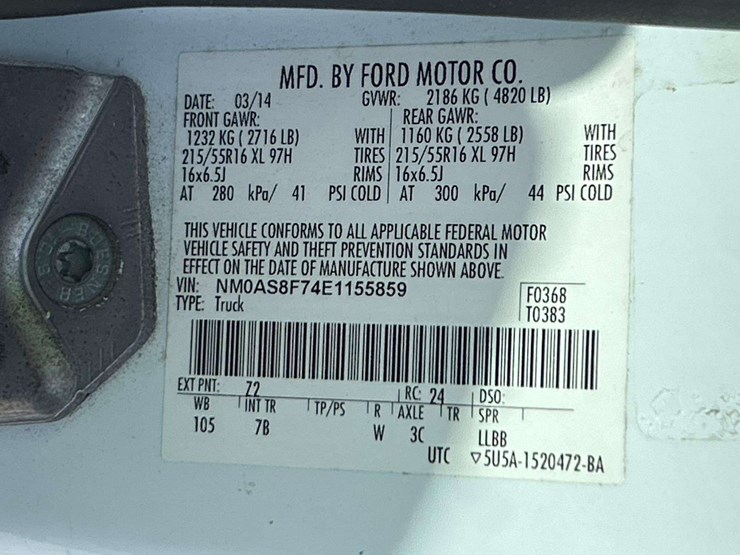 MFD. BY FORD MOTOR CO.
DATE: 03/14 GVWR: 2186 KG ( 4820 LB)
FRONT GAWR: REAR GAWR:
1232 KG ( 2716 LB) WITH 1160 KG ( 2558 LB) WITH
215/55R16 XL 97H TIRES 215/55R16 XL 97H TIRES
16x6.5J RIMS 16x6.5J RIMS
AT 280 kPa/ 41 PSI COLD AT 300 kPa/ 44 PSI COLD
THIS VEHICLE CONFORMS TO ALL APPLICABLE FEDERAL MOTOR
VEHICLE SAFETY AND THEFT PREVENTION STANDARDS IN
EFFECT ON THE DATE OF MANUFACTURE SHOWN ABOVE.
VIN: NM0AS8F74E1155859 F0368
TYPE: Truck T0383
EXT PNT: 72 RC: 24 DSO:
WB INT TR TP/PS R AXLE TR SPR
105 7B W 3C LLBB
UTC ▽5U5A-1520472-BA